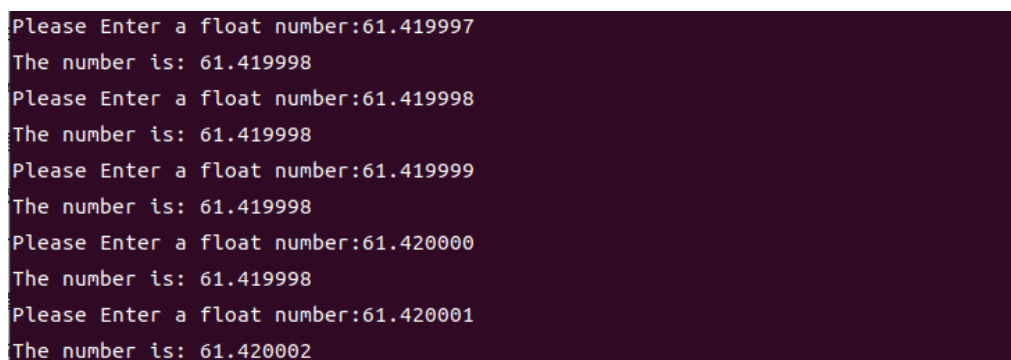 Please Enter a float number:61.419997
The number is: 61.419998
Please Enter a float number:61.419998
The number is: 61.419998
Please Enter a float number:61.419999
The number is: 61.419998
Please Enter a float number:61.420000
The number is: 61.419998
Please Enter a float number:61.420001
The number is: 61.420002